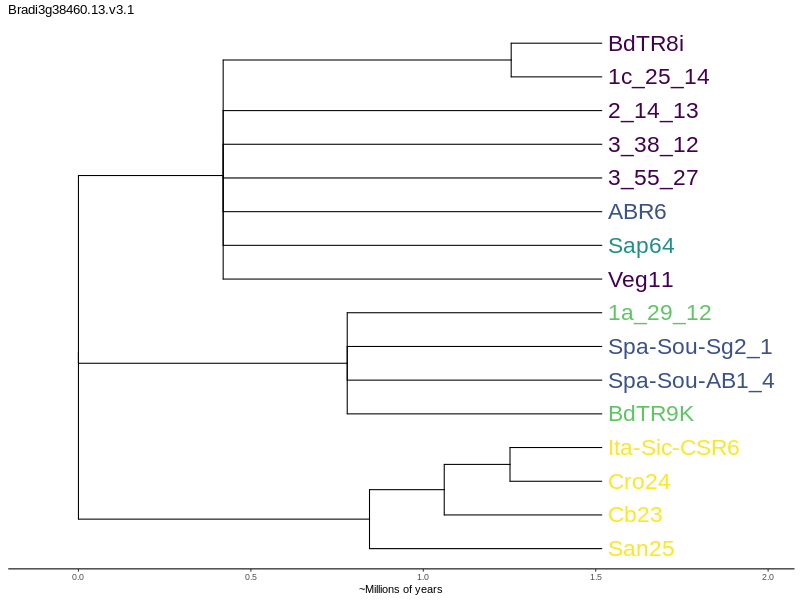 Bradi3g38460.13.v3.1
BdTR8i
1c_25_14
2_14_13
3_38_12
3_55_27
ABR6
Sap64
Veg11
1a_29_12
Spa-Sou-Sg2_1
Spa-Sou-AB1_4
BdTR9K
Ita-Sic-CSR6
Cro24
Cb23
San25
0.0 0.5 1.0 1.5 2.0
~Millions of years